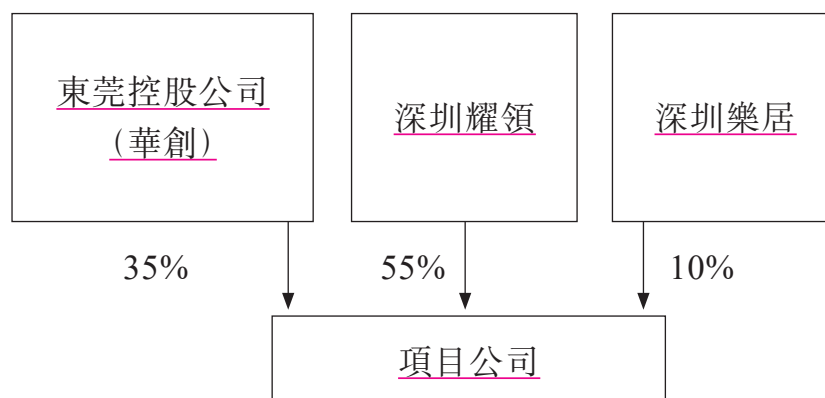 東莞控股公司
(華創)
深圳耀領
深圳樂居
35%
55%
10%
項目公司